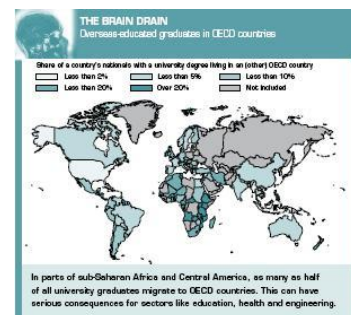 THE BRAIN DRAIN
Overseas-educated graduates in OECD countries
Share of a country's nationals with a university degree living in an (other) OECD country
Less than 2% Less than 5% Less than 10%
Less than 20% Over 20% Not included
In parts of sub-Saharan Africa and Central America, as many as half
of all university graduates migrate to OECD countries. This can have
serious consequences for sectors like education, health and engineering.